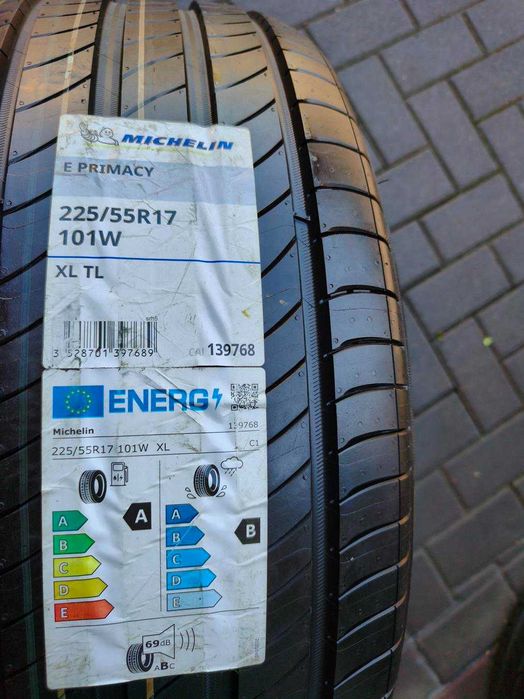 MICHELIN
E PRIMACY
225/55R17
101W
XL TL
sm5
3 528701 397689
CAI 139768
ENERG
Michelin
139768
225/55R17 101W XL
C1
A
B
C
D
E
A
A
B
C
D
E
B
69dB
ABC